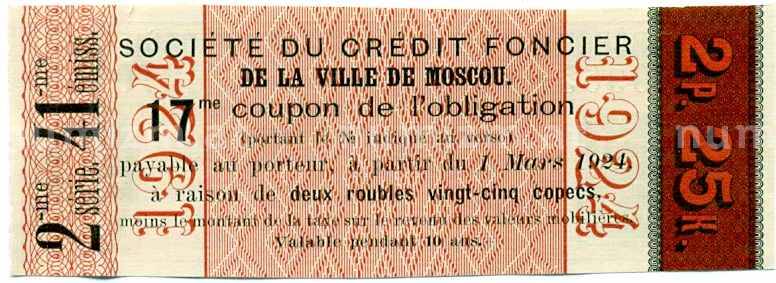 2-me serie. 41 emiss.
1924
SOCIÉTÉ DU CRÉDIT FONCIER
DE LA VILLE DE MOSCOU.
17me coupon de l'obligation
(portant le № indiqué au verso)
payable au porteur, à partir du 1 Mars 1924
à raison de deux roubles vingt-cinq copecs,
moins le montant de la taxe sur le revenu des valeurs mobilières.
Valable pendant 10 ans.
1924
2 Р. 25 К.